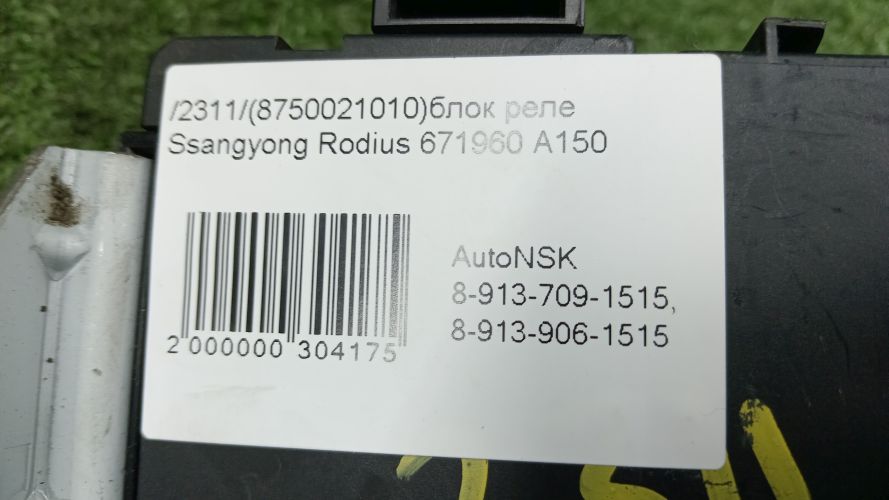 /2311/(8750021010)блок реле
Ssangyong Rodius 671960 A150
AutoNSK
8-913-709-1515,
8-913-906-1515
2 000000 304175